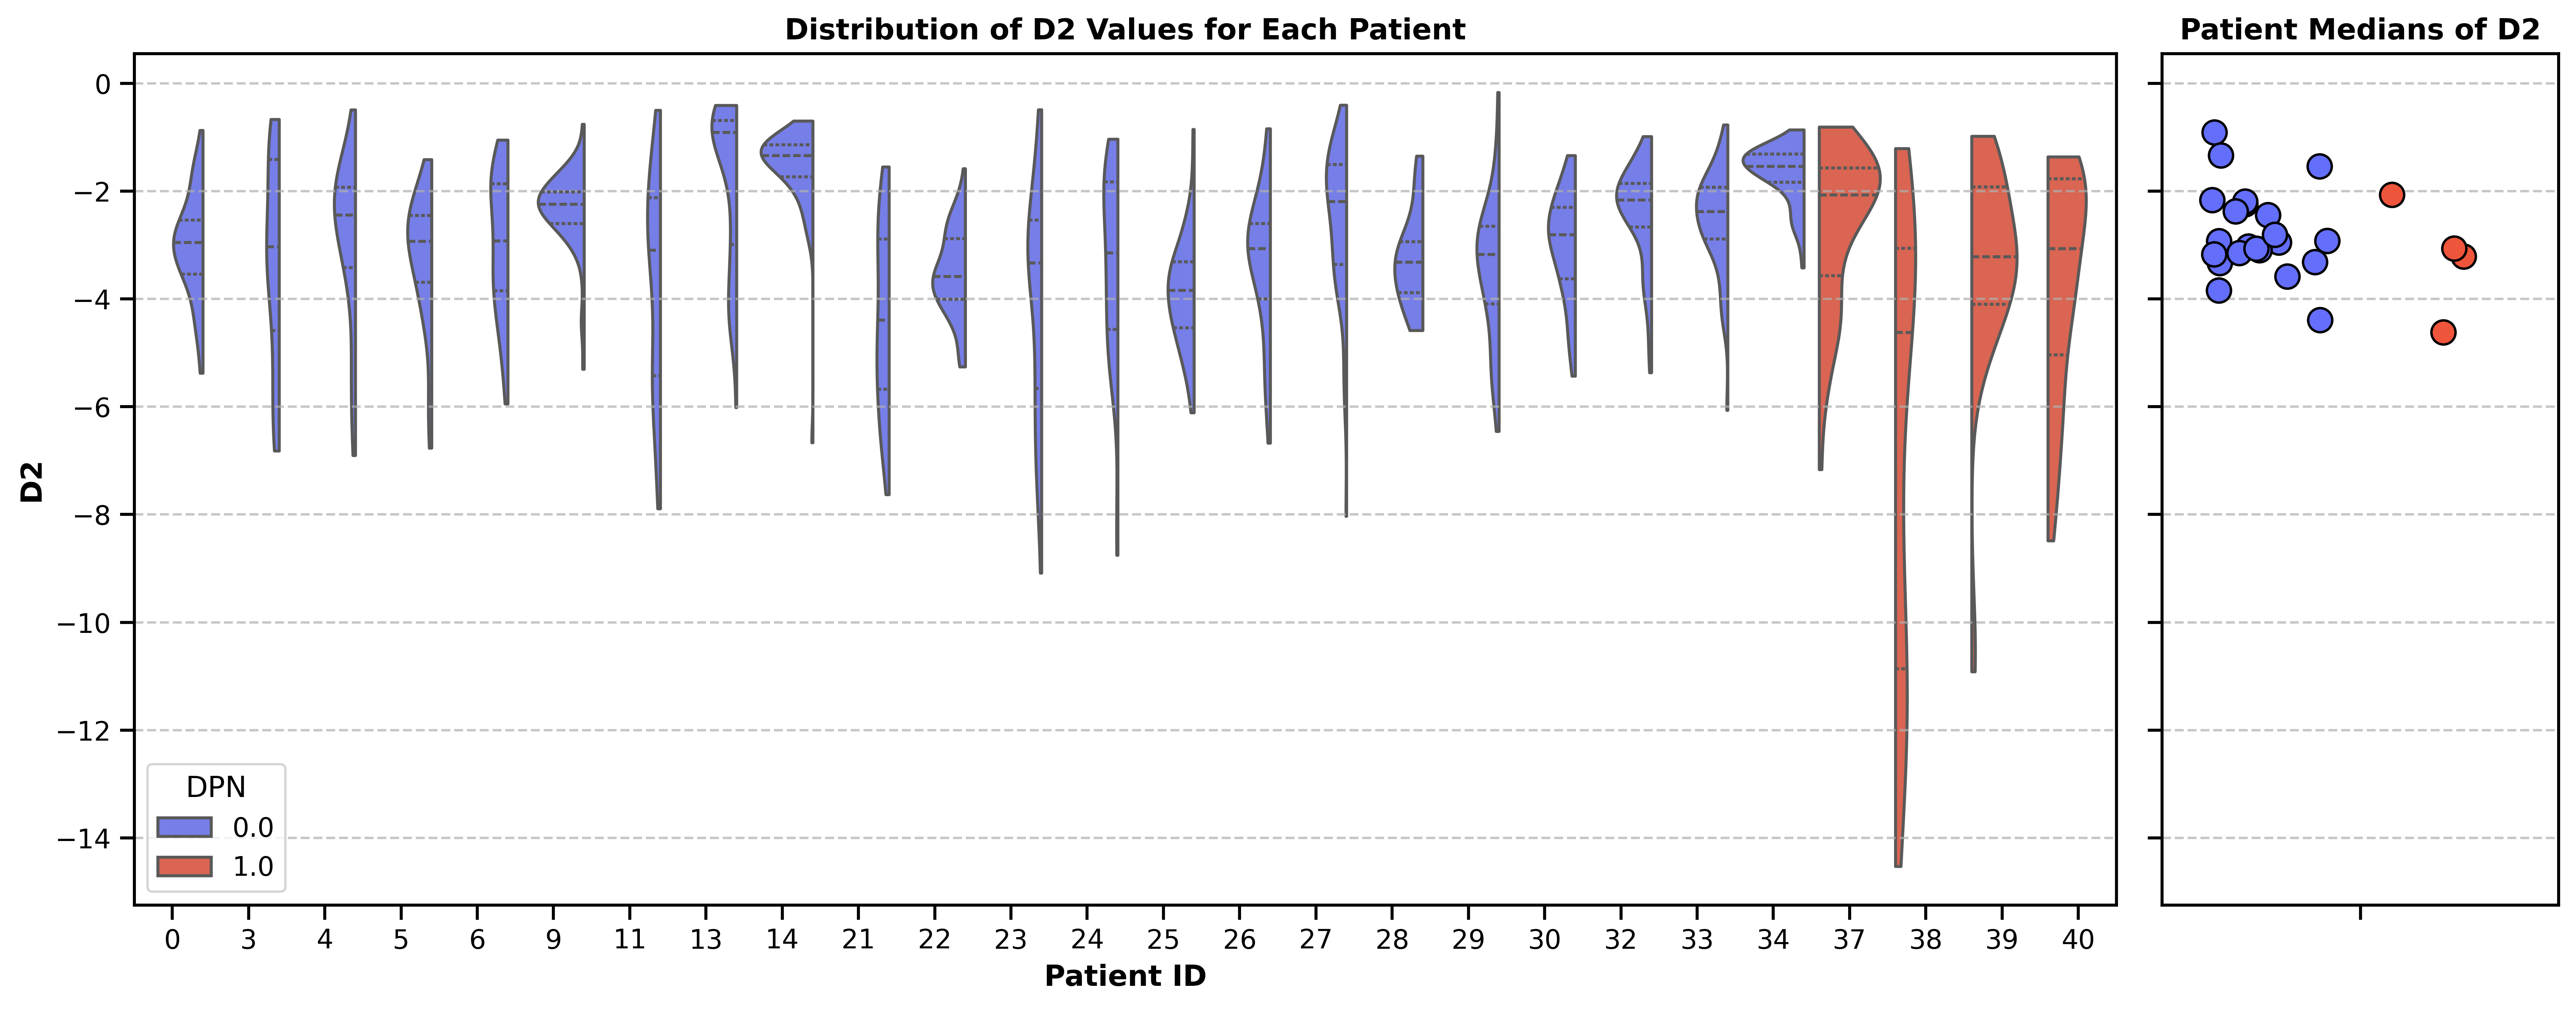 Distribution of D2 Values for Each Patient
Patient Medians of D2
0
−2
−4
−6
−8
−10
−12
−14
D2
DPN
0.0
1.0
0 3 4 5 6 9 11 13 14 21 22 23 24 25 26 27 28 29 30 32 33 34 37 38 39 40
Patient ID